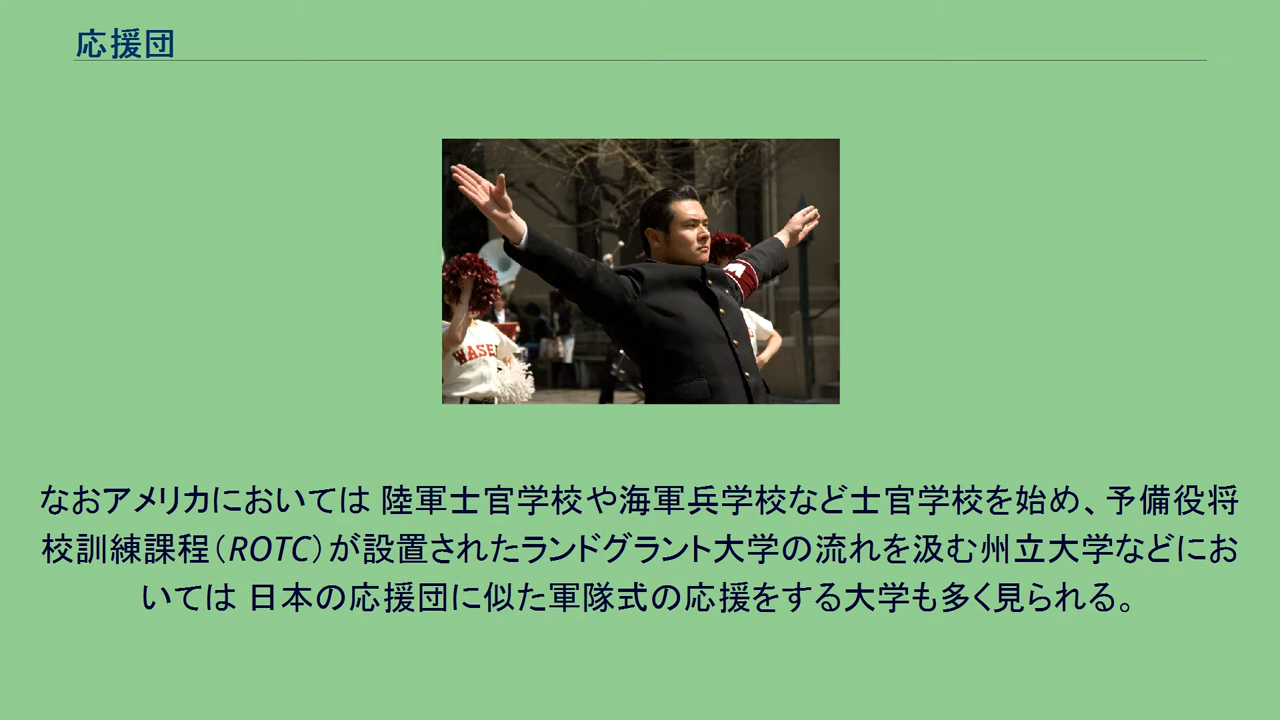 応援団
WASE
なおアメリカにおいては 陸軍士官学校や海軍兵学校など士官学校を始め、予備役将
校訓練課程（ROTC）が設置されたランドグラント大学の流れを汲む州立大学などにお
いては 日本の応援団に似た軍隊式の応援をする大学も多く見られる。